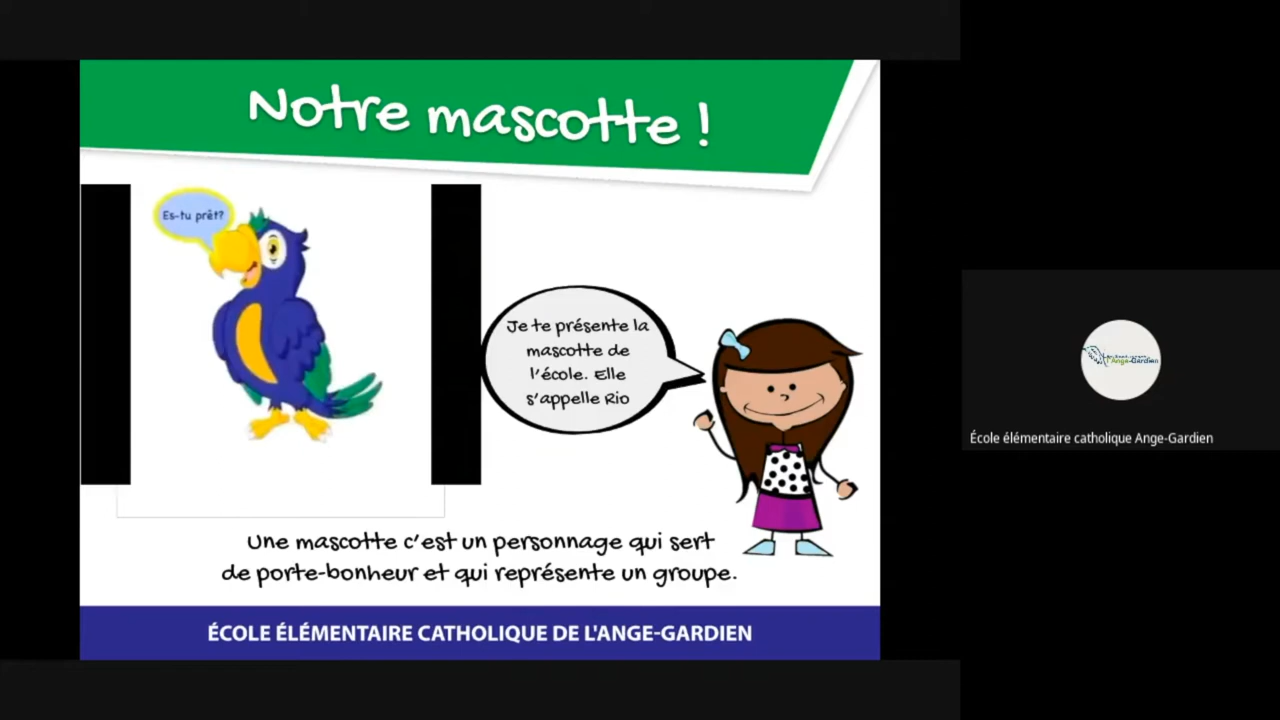 Notre mascotte !
Es-tu prêt?
Je te présente la
mascotte de
l'école. Elle
s'appelle Rio
Une mascotte c'est un personnage qui sert
de porte-bonheur et qui représente un groupe.
ÉCOLE ÉLÉMENTAIRE CATHOLIQUE DE L'ANGE-GARDIEN
l'Ange-Gardien
École élémentaire catholique Ange-Gardien